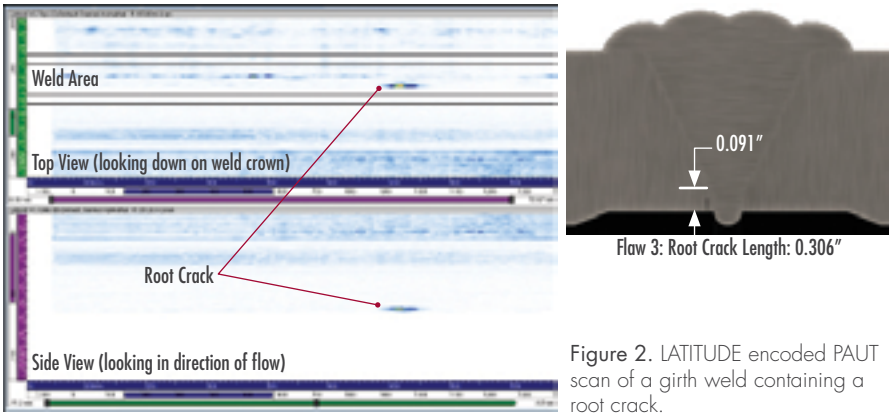 Weld Area
Top View (looking down on weld crown)
Root Crack
Side View (looking in direction of flow)
0.091”
Flaw 3: Root Crack Length: 0.306”
Figure 2. LATITUDE encoded PAUT
scan of a girth weld containing a
root crack.